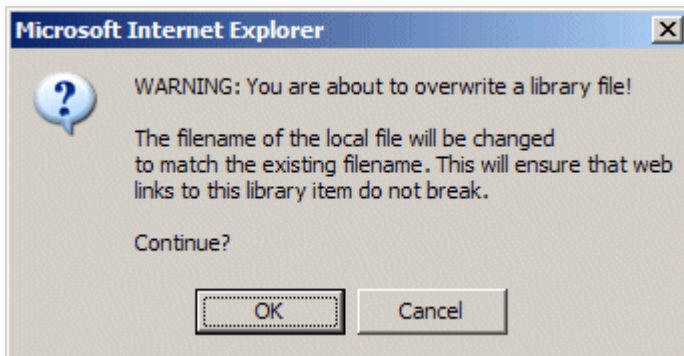 Microsoft Internet Explorer
WARNING: You are about to overwrite a library file!
The filename of the local file will be changed
to match the existing filename. This will ensure that web
links to this library item do not break.
Continue?
OK
Cancel